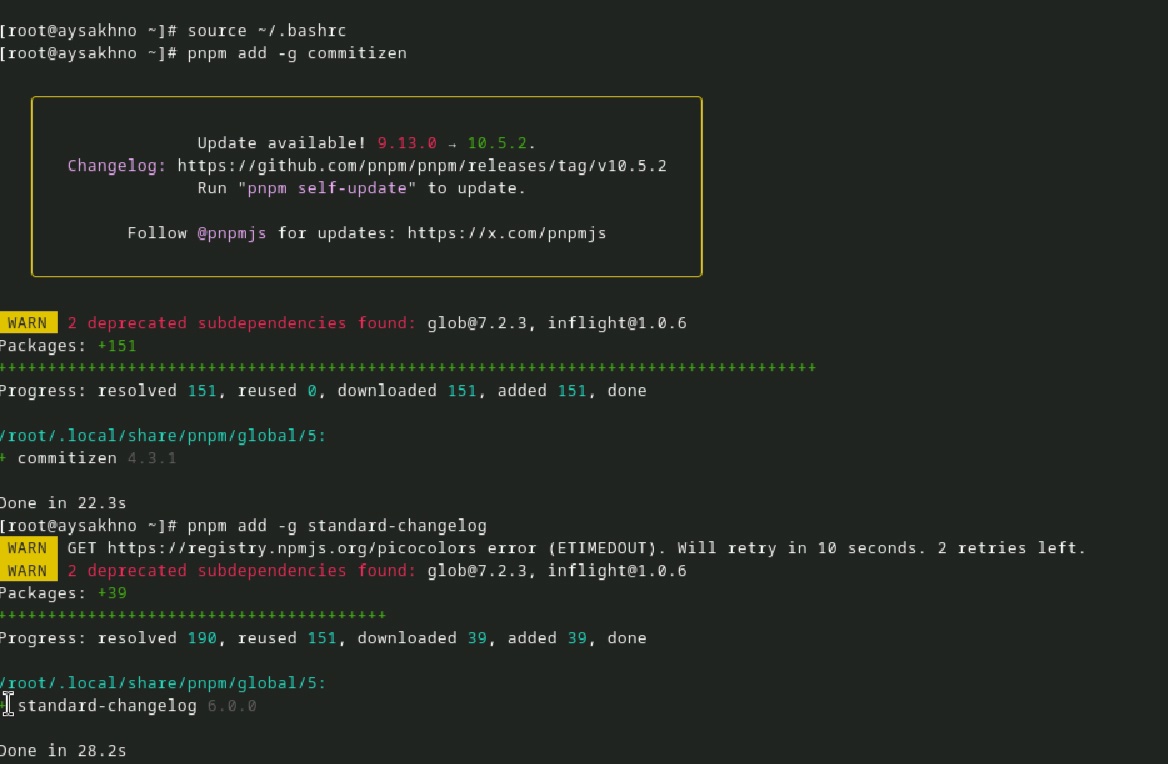 [root@aysakhno ~]# source ~/.bashrc
[root@aysakhno ~]# pnpm add -g commitizen
Update available! 9.13.0 → 10.5.2.
Changelog: https://github.com/pnpm/pnpm/releases/tag/v10.5.2
Run "pnpm self-update" to update.
Follow @pnpmjs for updates: https://x.com/pnpmjs
WARN 2 deprecated subdependencies found: glob@7.2.3, inflight@1.0.6
Packages: +151
++++++++++++++++++++++++++++++++++++++++++++++++++++++++++++++++++++++++++++++++++
Progress: resolved 151, reused 0, downloaded 151, added 151, done
/root/.local/share/pnpm/global/5:
+ commitizen 4.3.1
Done in 22.3s
[root@aysakhno ~]# pnpm add -g standard-changelog
WARN GET https://registry.npmjs.org/picocolors error (ETIMEDOUT). Will retry in 10 seconds. 2 retries left.
WARN 2 deprecated subdependencies found: glob@7.2.3, inflight@1.0.6
Packages: +39
+++++++++++++++++++++++++++++++++++++++
Progress: resolved 190, reused 151, downloaded 39, added 39, done
/root/.local/share/pnpm/global/5:
+ standard-changelog 6.0.0
Done in 28.2s